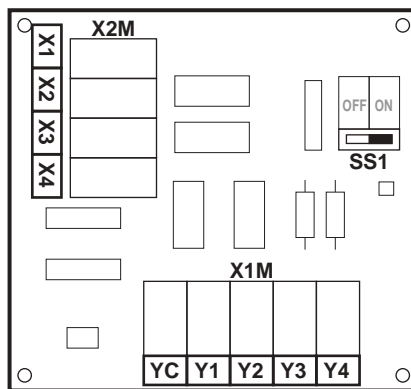 X2M
X1
X2
X3
X4
OFF ON
SS1
X1M
YC Y1 Y2 Y3 Y4